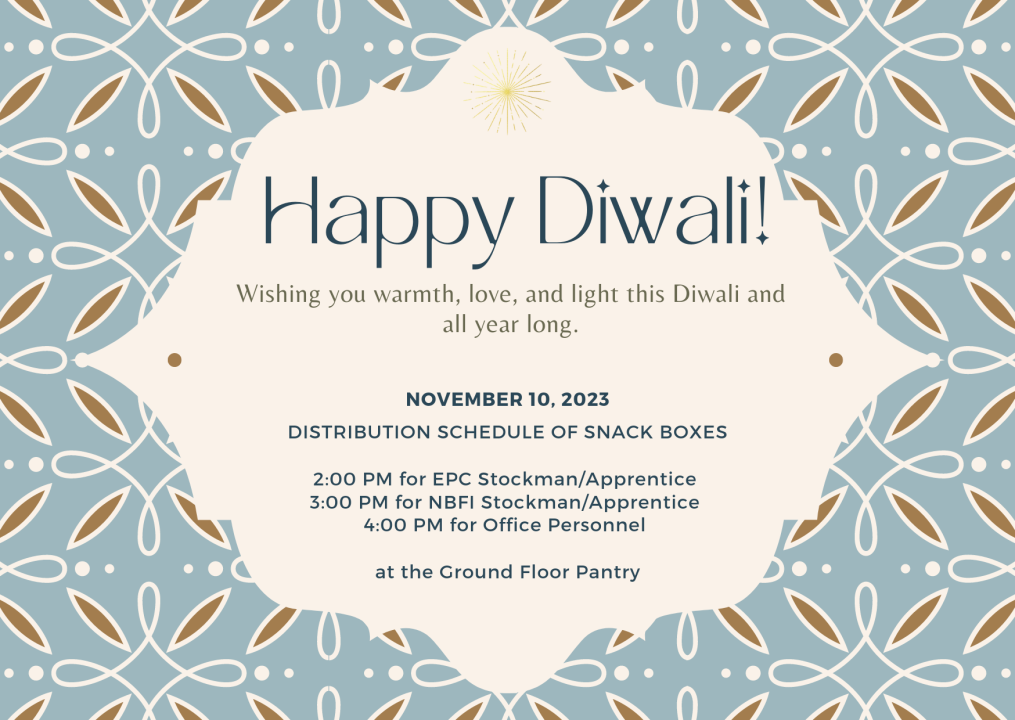 Happy Diwali!
Wishing you warmth, love, and light this Diwali and
all year long.
NOVEMBER 10, 2023
DISTRIBUTION SCHEDULE OF SNACK BOXES
2:00 PM for EPC Stockman/Apprentice
3:00 PM for NBFI Stockman/Apprentice
4:00 PM for Office Personnel
at the Ground Floor Pantry